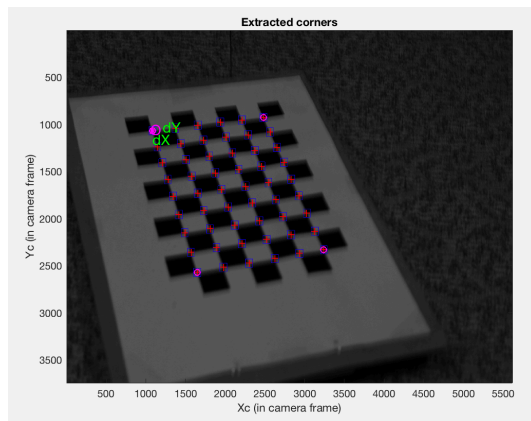 Extracted corners
500
1000
1500
2000
2500
3000
3500
Yc (in camera frame)
dY
dX
500 1000 1500 2000 2500 3000 3500 4000 4500 5000 5500
Xc (in camera frame)